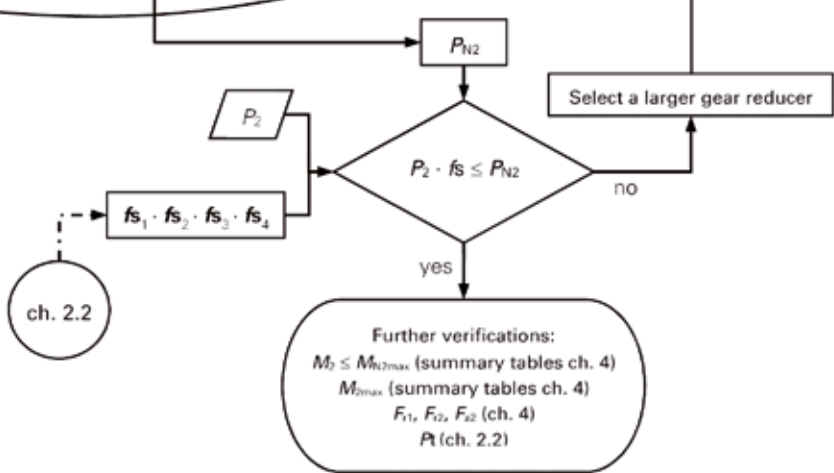 P_N2
Select a larger gear reducer
P_2
P_2 · fs ≤ P_N2
no
fs_1 · fs_2 · fs_3 · fs_4
yes
ch. 2.2
Further verifications:
M_2 ≤ M_N2max (summary tables ch. 4)
M_2max (summary tables ch. 4)
F_r1, F_r2, F_a2 (ch. 4)
Pt (ch. 2.2)